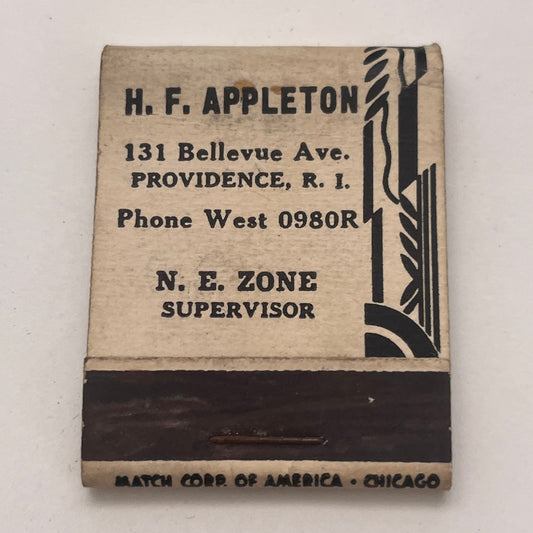 H. F. APPLETON
131 Bellevue Ave.
PROVIDENCE, R. I.
Phone West 0980R
N. E. ZONE
SUPERVISOR
MATCH CORP. OF AMERICA • CHICAGO